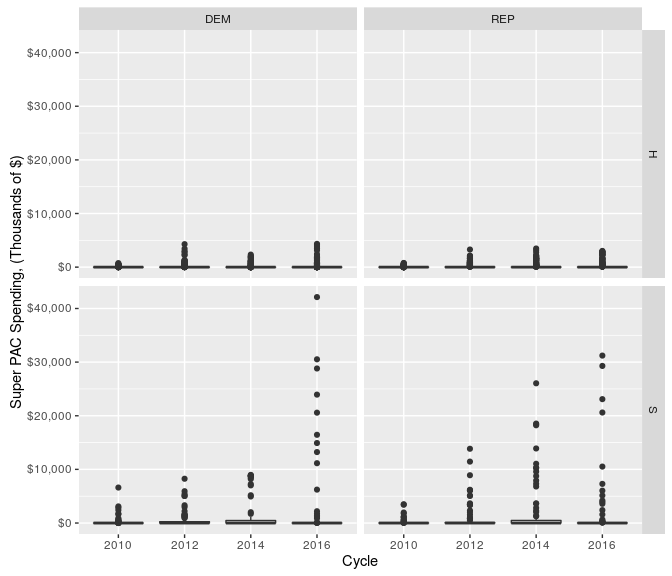 DEM REP
$40,000
$30,000
$20,000
$10,000
$0
H
Super PAC Spending, (Thousands of $)
$40,000
$30,000
$20,000
$10,000
$0
S
2010 2012 2014 2016 2010 2012 2014 2016
Cycle